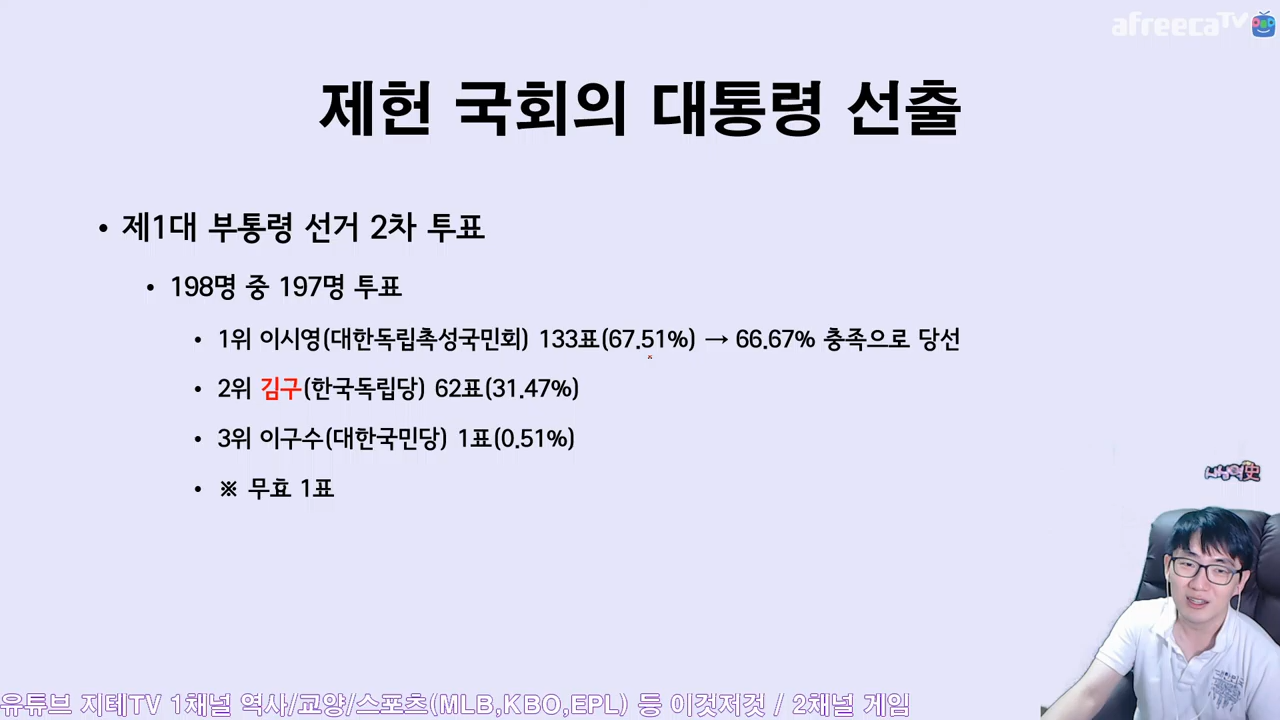 afreecaTV
제헌 국회의 대통령 선출
• 제1대 부통령 선거 2차 투표
• 198명 중 197명 투표
• 1위 이시영(대한독립촉성국민회) 133표(67.51%) → 66.67% 충족으로 당선
• 2위 김구(한국독립당) 62표(31.47%)
• 3위 이구수(대한국민당) 1표(0.51%)
• ※ 무효 1표
유튜브 지테TV 1채널 역사/교양/스포츠(MLB,KBO,EPL) 등 이것저것 / 2채널 게임